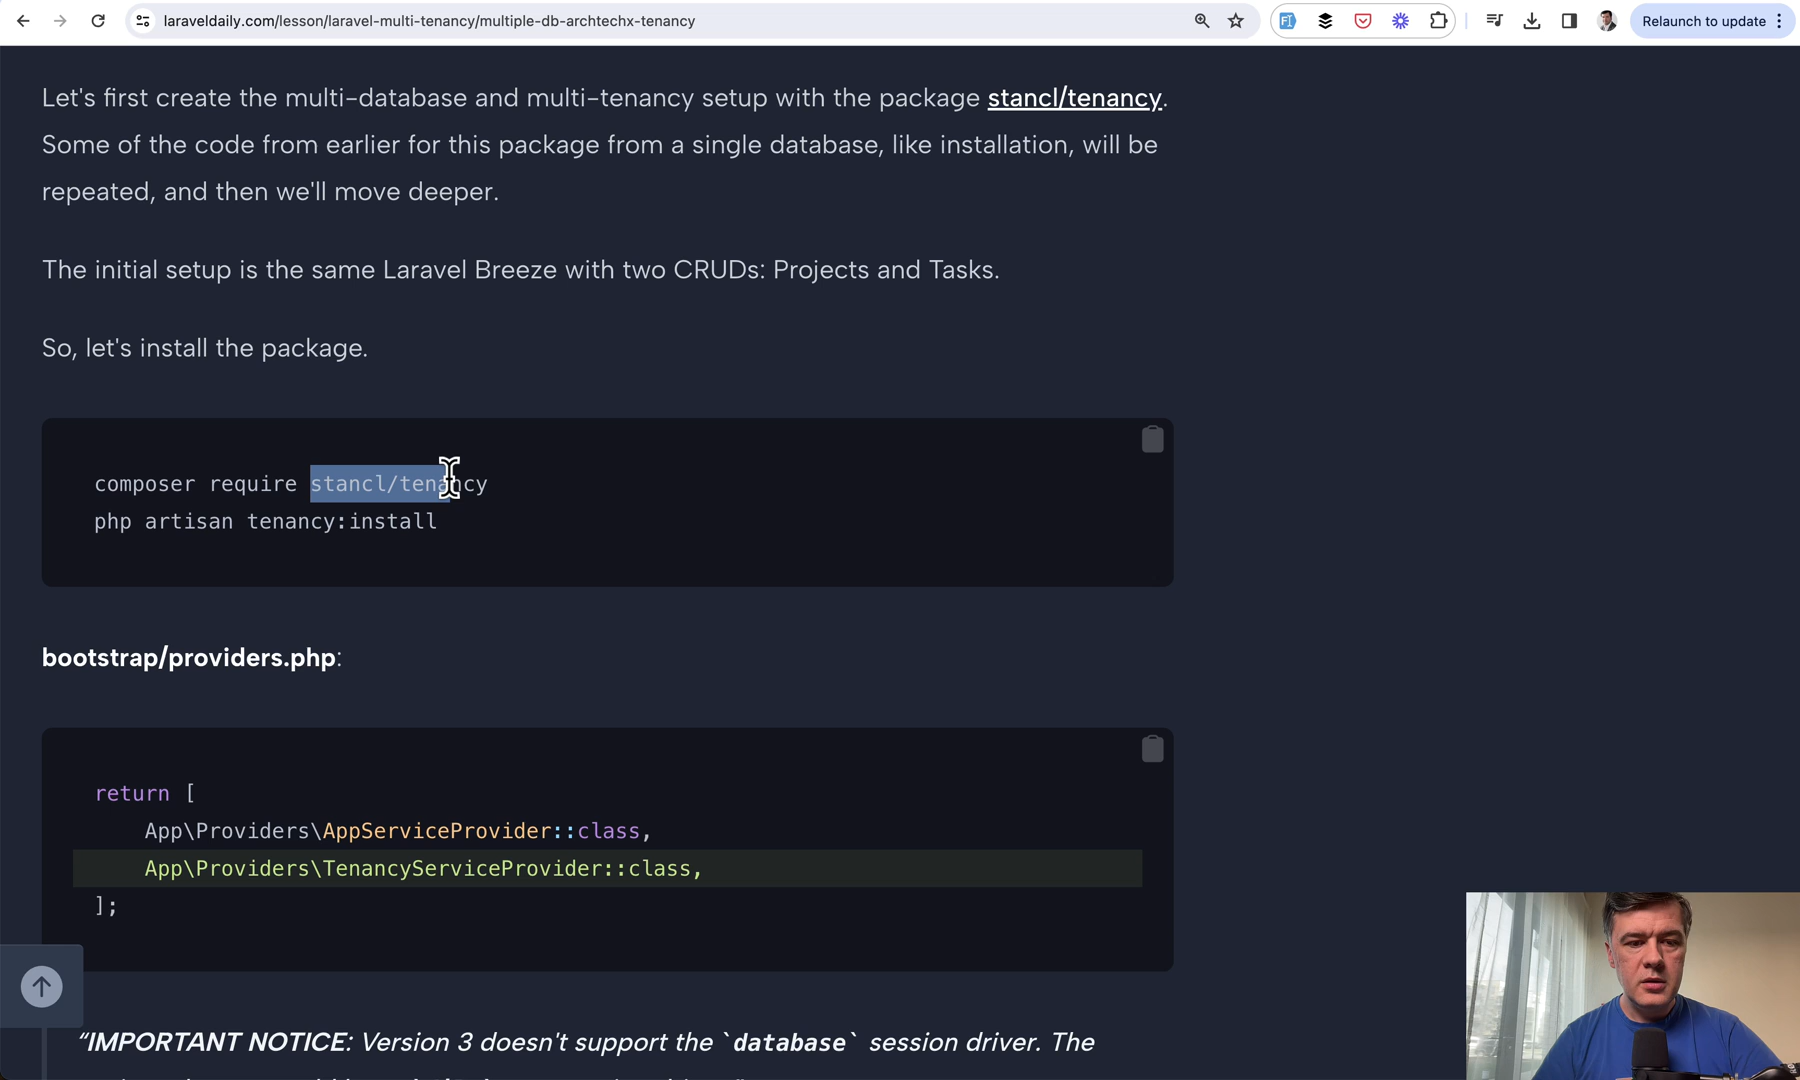 laraveldaily.com/lesson/laravel-multi-tenancy/multiple-db-archtechx-tenancy
Relaunch to update
Let's first create the multi-database and multi-tenancy setup with the package stancl/tenancy.
Some of the code from earlier for this package from a single database, like installation, will be
repeated, and then we'll move deeper.
The initial setup is the same Laravel Breeze with two CRUDs: Projects and Tasks.
So, let's install the package.
composer require stancl/tenancy
php artisan tenancy:install
bootstrap/providers.php:
return [
App\Providers\AppServiceProvider::class,
App\Providers\TenancyServiceProvider::class,
];
“IMPORTANT NOTICE: Version 3 doesn't support the `database` session driver. The